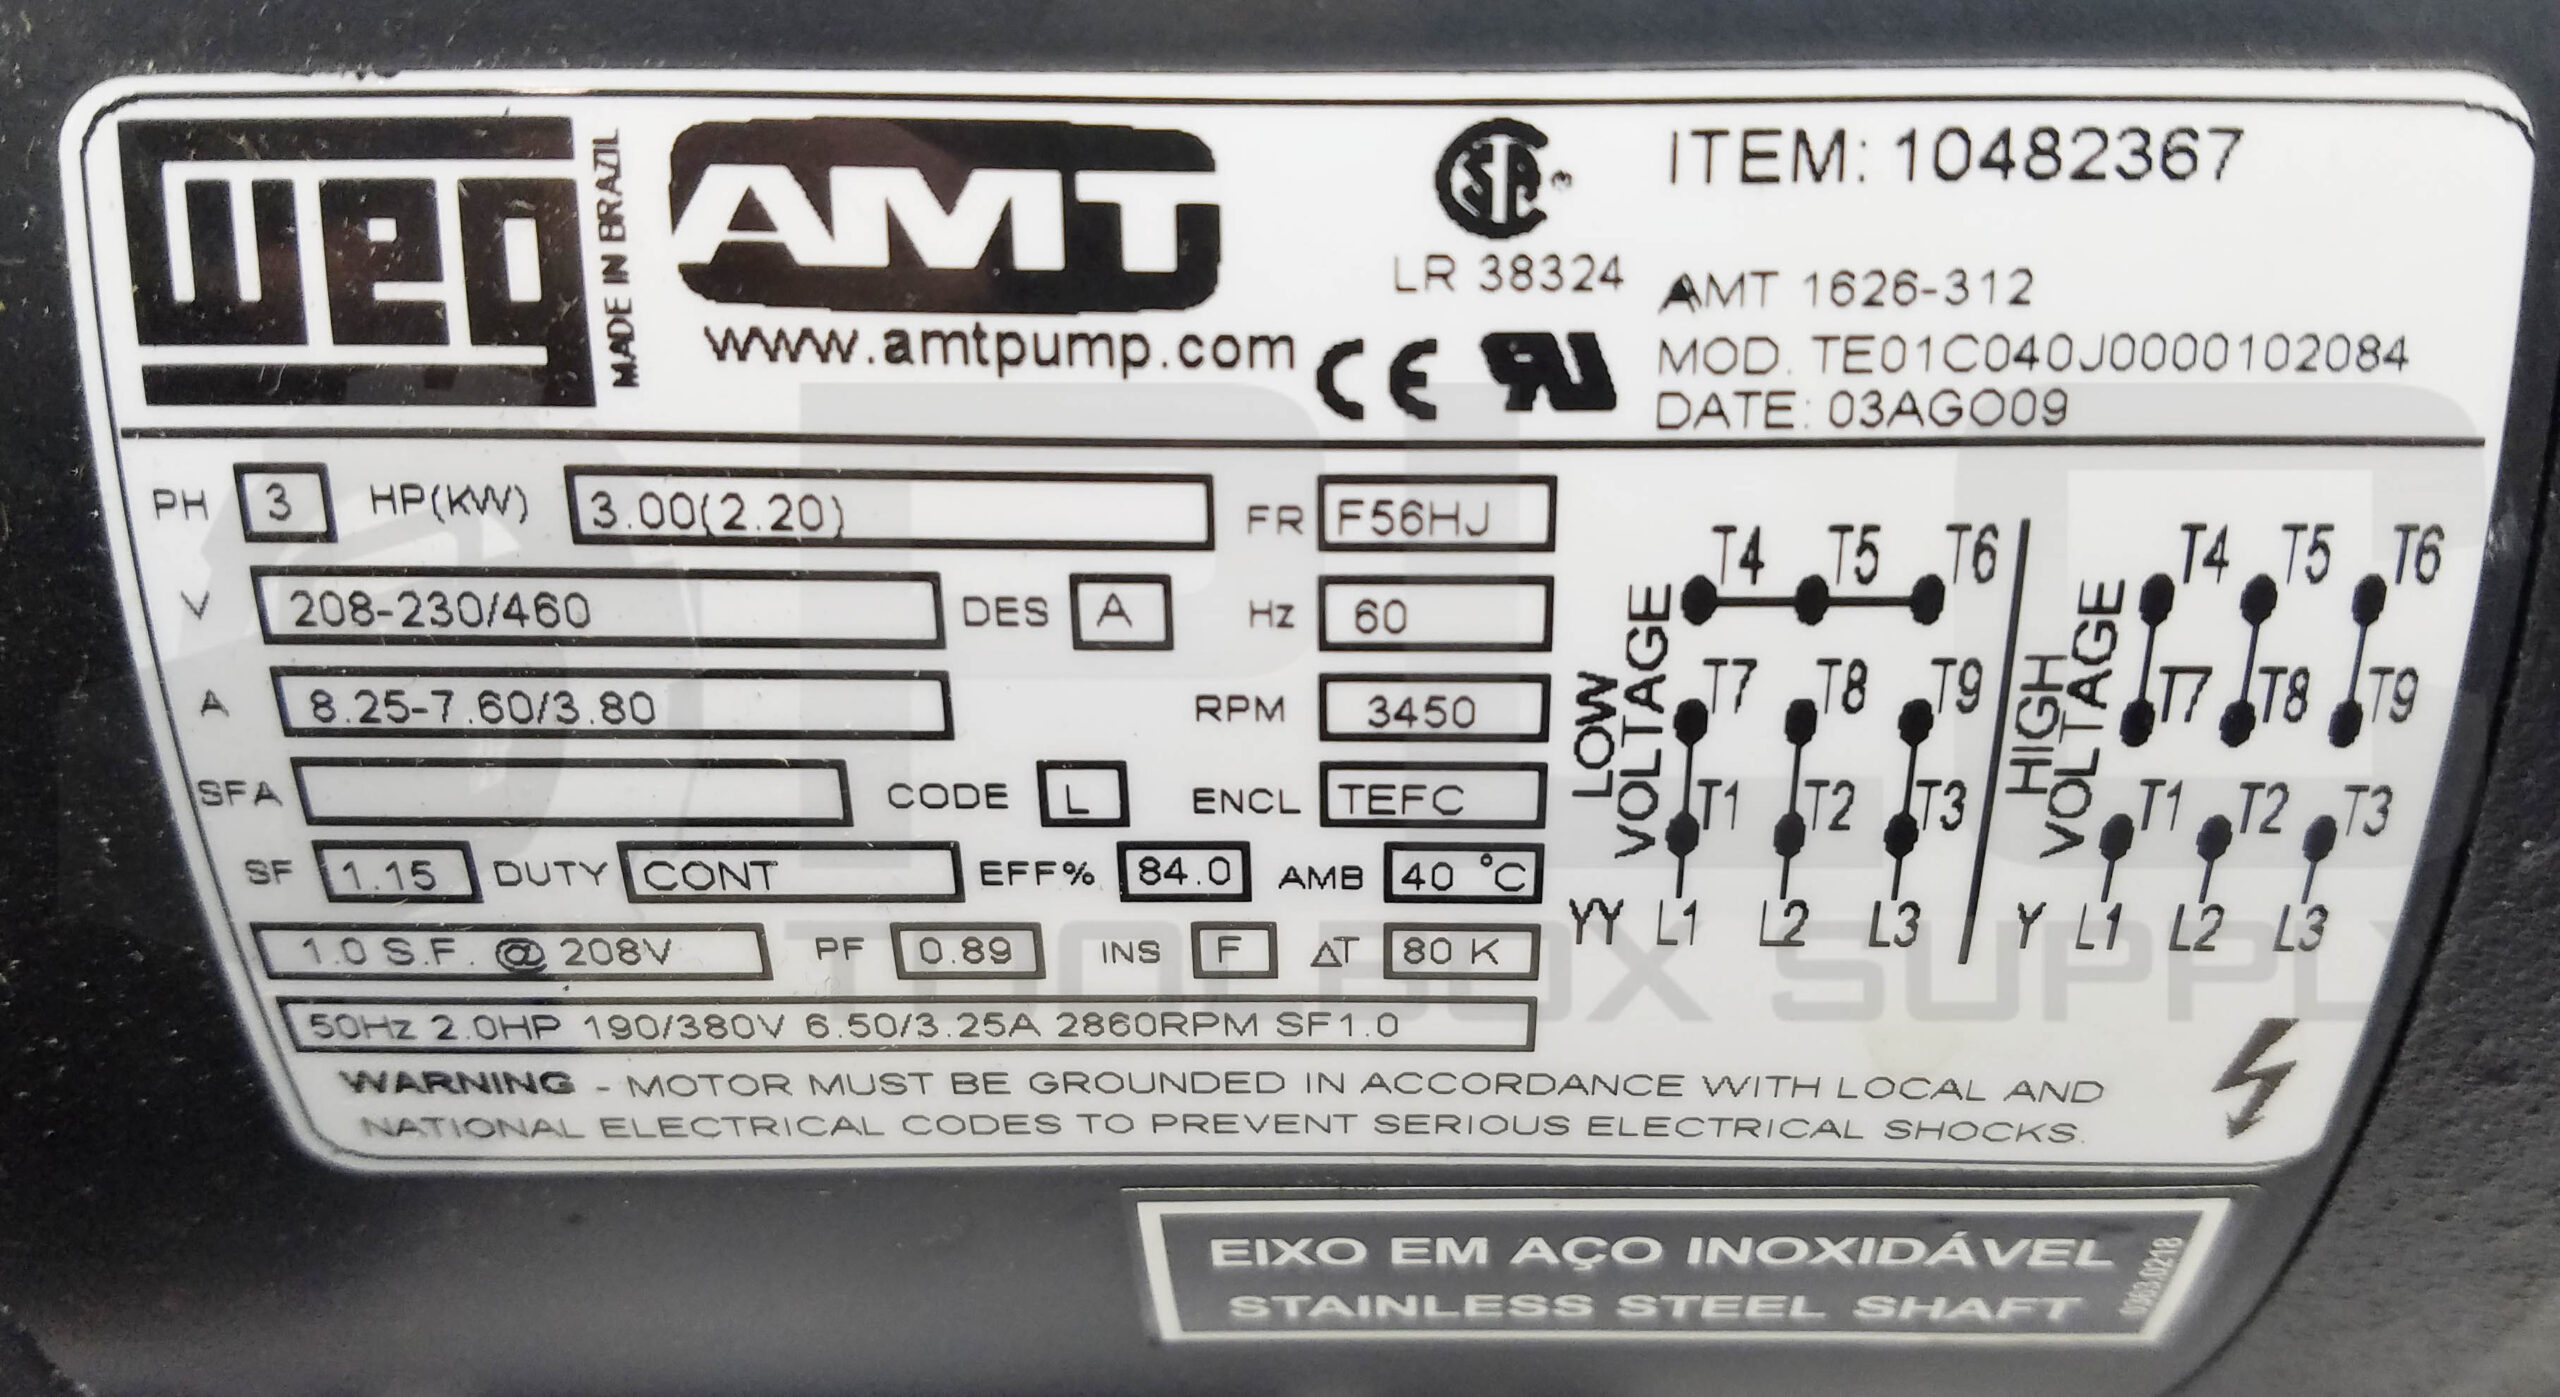 weg
MADE IN BRAZIL
AMT
www.amtpump.com
LR 38324
ITEM: 10482367
AMT 1626-312
MOD. TE01C040J0000102084
DATE: 03AGO09
PH 3 HP(KW) 3.00(2.20) FR F56HJ
V 208-230/460 DES A Hz 60
A 8.25-7.60/3.80 RPM 3450
SFA CODE L ENCL TEFC
SF 1.15 DUTY CONT EFF% 84.0 AMB 40 °C
1.0 S.F. @ 208V PF 0.89 INS F ΔT 80 K
50Hz 2.0HP 190/380V 6.50/3.25A 2860RPM SF1.0
LOW VOLTAGE
T4 T5 T6
T7 T8 T9
T1 T2 T3
YY L1 L2 L3
HIGH VOLTAGE
T4 T5 T6
T7 T8 T9
T1 T2 T3
Y L1 L2 L3
WARNING - MOTOR MUST BE GROUNDED IN ACCORDANCE WITH LOCAL AND
NATIONAL ELECTRICAL CODES TO PREVENT SERIOUS ELECTRICAL SHOCKS.
EIXO EM AÇO INOXIDÁVEL
STAINLESS STEEL SHAFT
PLC
TOOLBOX SUPPLY